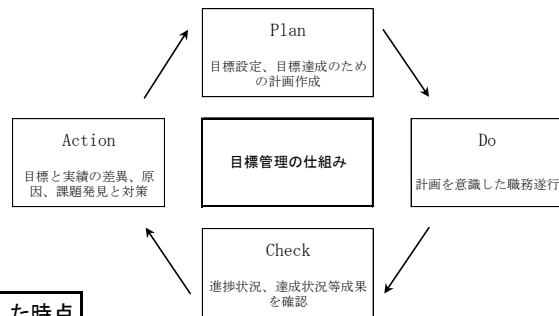 Plan
目標設定、目標達成のため
の計画作成
Action
目標と実績の差異、原
因、課題発見と対策
目標管理の仕組み
Do
計画を意識した職務遂行
Check
進捗状況、達成状況等成果
を確認
た時点